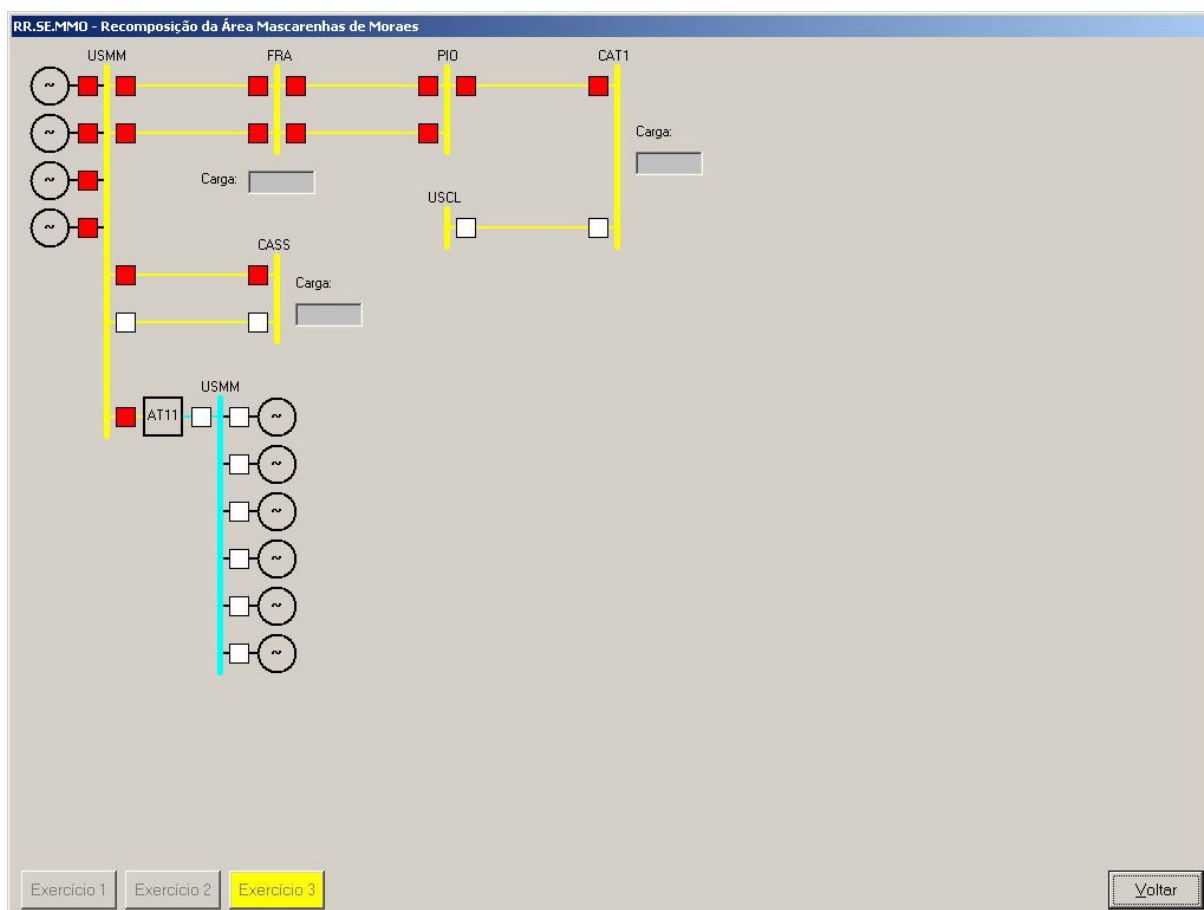 RR.SE.MMO - Recomposição da Área Mascarenhas de Moraes
USMM FRA PIO CAT1
~
~
Carga:
~
Carga:
USCL
~
CASS
Carga:
USMM
AT11 ~
~
~
~
~
~
Exercício 1 Exercício 2 Exercício 3 Voltar